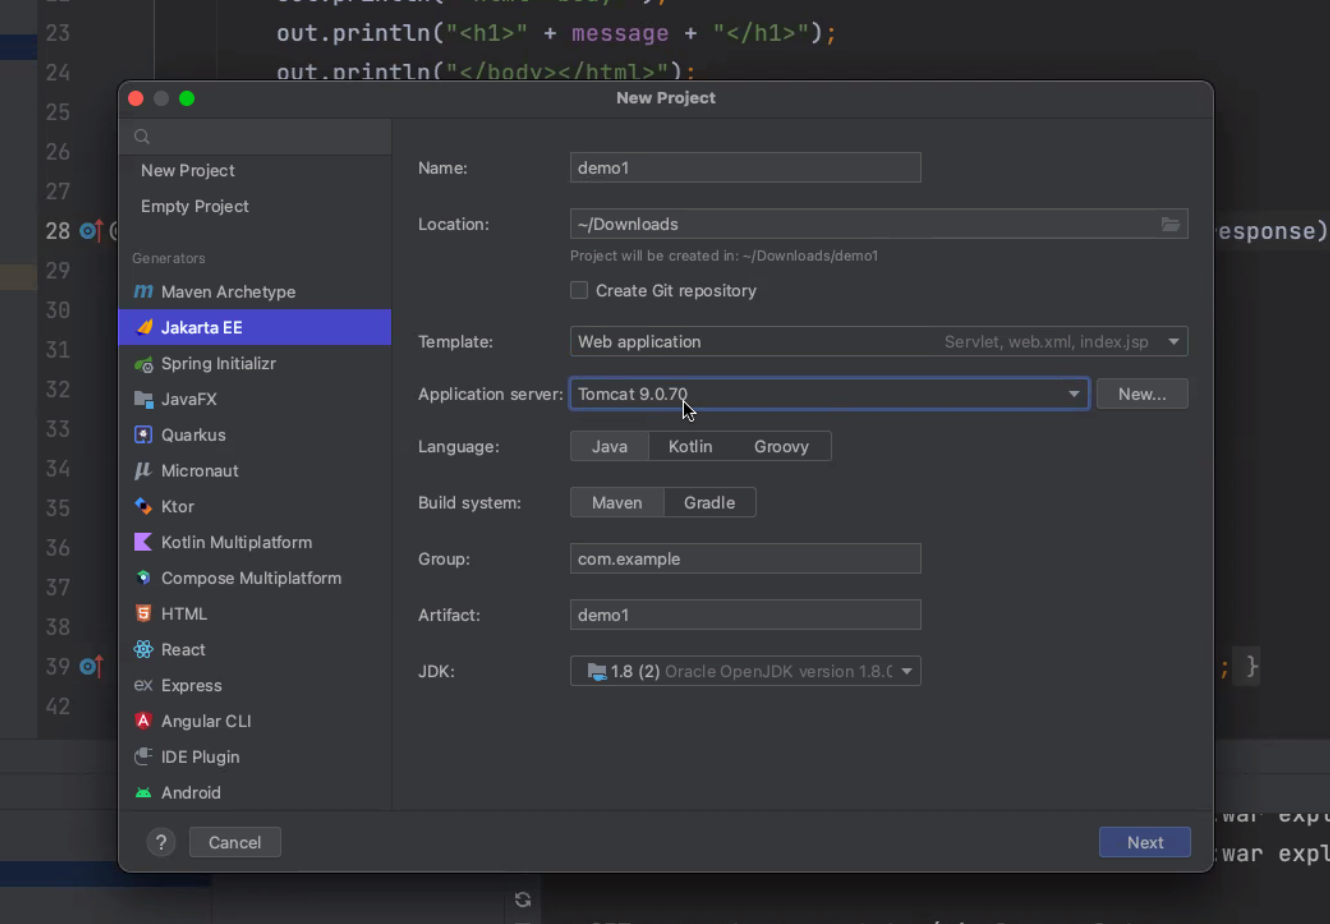 23 out.println("<h1>" + message + "</h1>");
24 out.println("</body></html>");
25
26
27
28
29
30
31
32
33
34
35
36
37
38
39
42
esponse)
; }
New Project
New Project
Empty Project
Generators
Maven Archetype
Jakarta EE
Spring Initializr
JavaFX
Quarkus
Micronaut
Ktor
Kotlin Multiplatform
Compose Multiplatform
HTML
React
ex Express
Angular CLI
IDE Plugin
Android
Name: demo1
Location: ~/Downloads
Project will be created in: ~/Downloads/demo1
Create Git repository
Template: Web application Servlet, web.xml, index.jsp
Application server: Tomcat 9.0.70 New...
Language: Java Kotlin Groovy
Build system: Maven Gradle
Group: com.example
Artifact: demo1
JDK: 1.8 (2) Oracle OpenJDK version 1.8.0
? Cancel Next
:war expl
:war expl